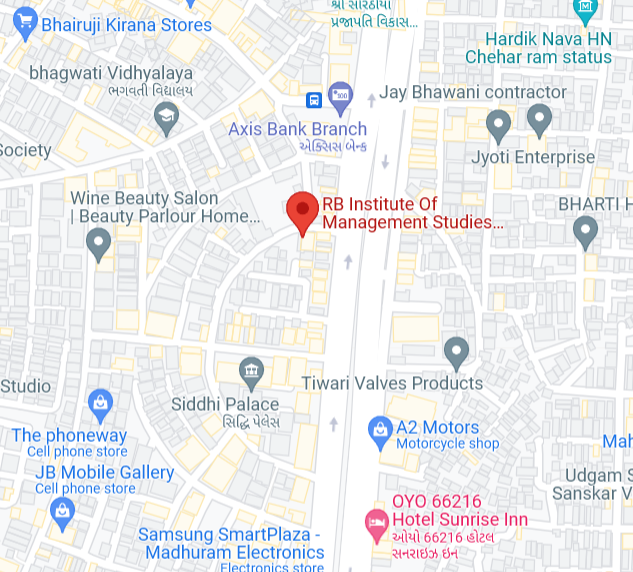 શ્રી સોરઠીયા
પ્રજાપતિ વિકાસ...
Bhairuji Kirana Stores
Hardik Nava HN
Chehar ram status
bhagwati Vidhyalaya
ભગવતી વિદ્યાલય
100
Jay Bhawani contractor
Axis Bank Branch
એક્સિસ બેન્ક
Society
Jyoti Enterprise
Wine Beauty Salon
| Beauty Parlour Home...
RB Institute Of
Management Studies...
BHARTI H
Studio
Siddhi Palace
સિદ્ધિ પેલેસ
Tiwari Valves Products
The phoneway
Cell phone store
A2 Motors
Motorcycle shop
Mah
JB Mobile Gallery
Cell phone store
Udgam S
Sanskar V
OYO 66216
Hotel Sunrise Inn
ઓયો 66216 હોટલ
સનરાઇઝ ઇન
Samsung SmartPlaza -
Madhuram Electronics
Electronics store